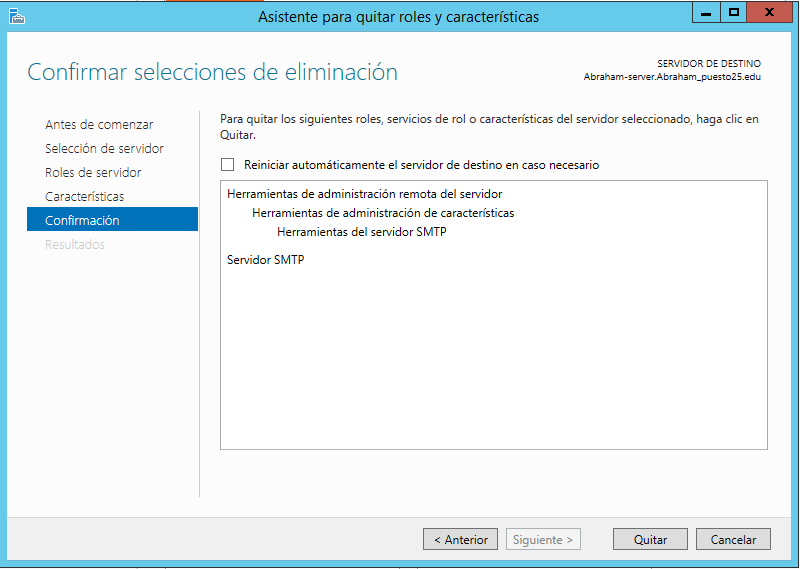 Asistente para quitar roles y características
Confirmar selecciones de eliminación
SERVIDOR DE DESTINO
Abraham-server.Abraham_puesto25.edu
Antes de comenzar
Selección de servidor
Roles de servidor
Características
Confirmación
Resultados
Para quitar los siguientes roles, servicios de rol o características del servidor seleccionado, haga clic en
Quitar.
Reiniciar automáticamente el servidor de destino en caso necesario
Herramientas de administración remota del servidor
Herramientas de administración de características
Herramientas del servidor SMTP
Servidor SMTP
< Anterior
Siguiente >
Quitar
Cancelar